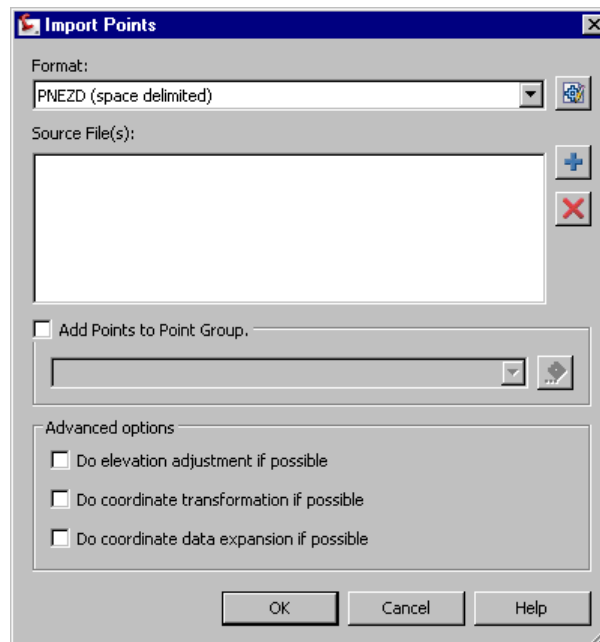 Import Points
Format:
PNEZD (space delimited)
Source File(s):
Add Points to Point Group.
Advanced options
Do elevation adjustment if possible
Do coordinate transformation if possible
Do coordinate data expansion if possible
OK Cancel Help